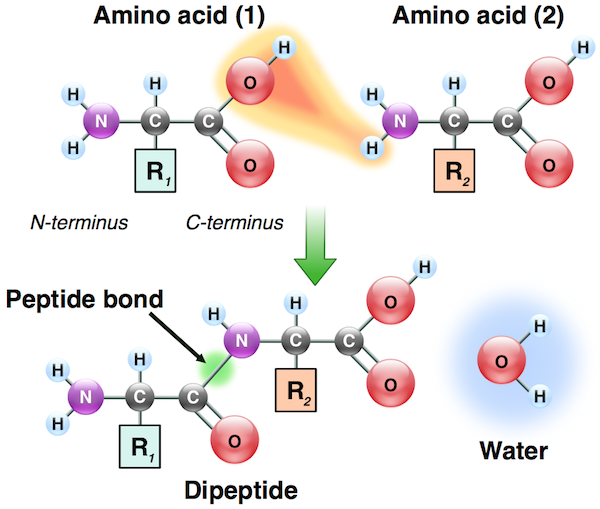 Amino acid (1)
Amino acid (2)
H
O
H
H
N
C
C
H
R1
O
H
O
H
H
N
C
C
H
R2
O
N-terminus
C-terminus
Peptide bond
H
H
H
O
N
C
C
R2
O
H
H
H
N
C
C
R1
O
Dipeptide
H
O
H
Water